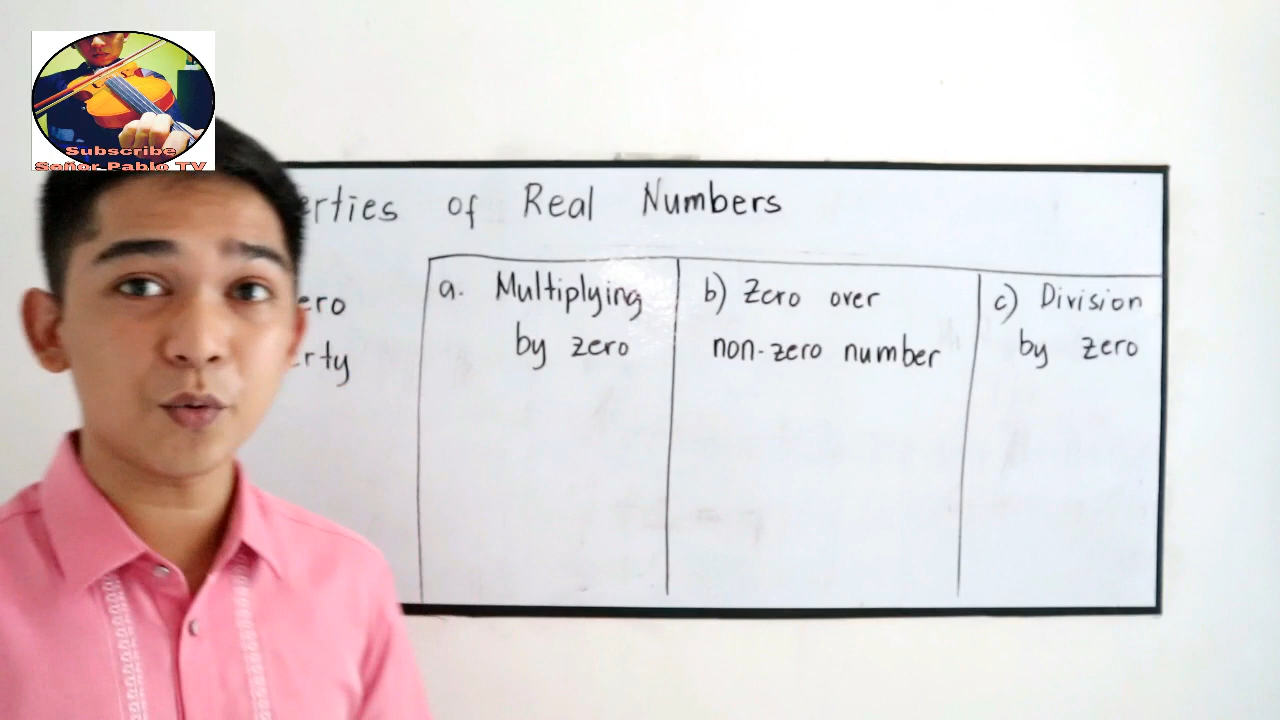 Subscribe
Señor Pablo TV
erties of Real Numbers
ero
erty
a. Multiplying
by zero
b) Zero over
non-zero number
c) Division
by zero